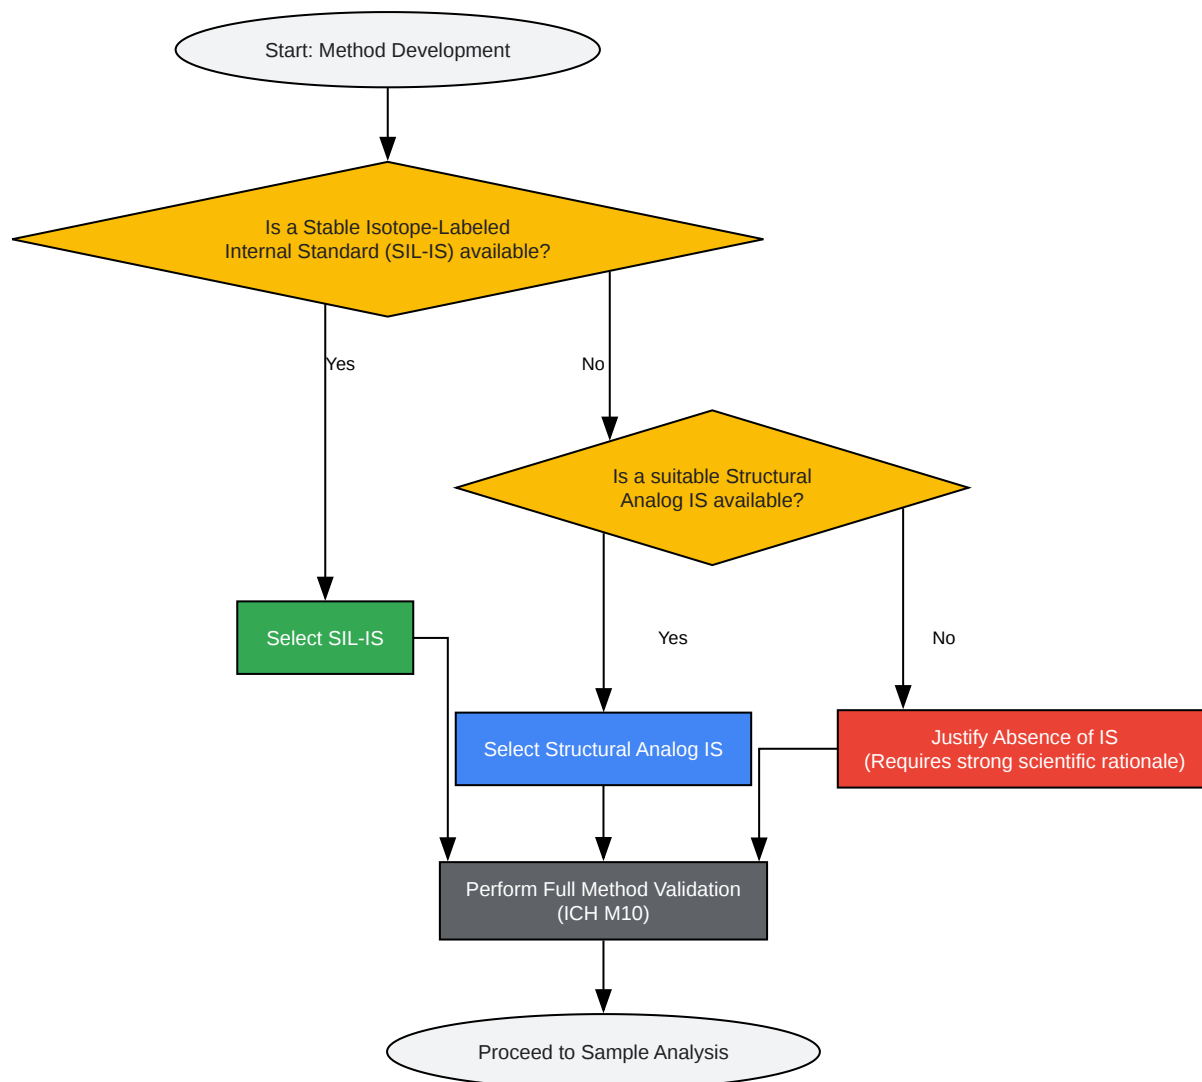 Start: Method Development
Is a Stable Isotope-Labeled
Internal Standard (SIL-IS) available?
Yes
No
Is a suitable Structural
Analog IS available?
Select SIL-IS
Yes
No
Select Structural Analog IS
Justify Absence of IS
(Requires strong scientific rationale)
Perform Full Method Validation
(ICH M10)
Proceed to Sample Analysis